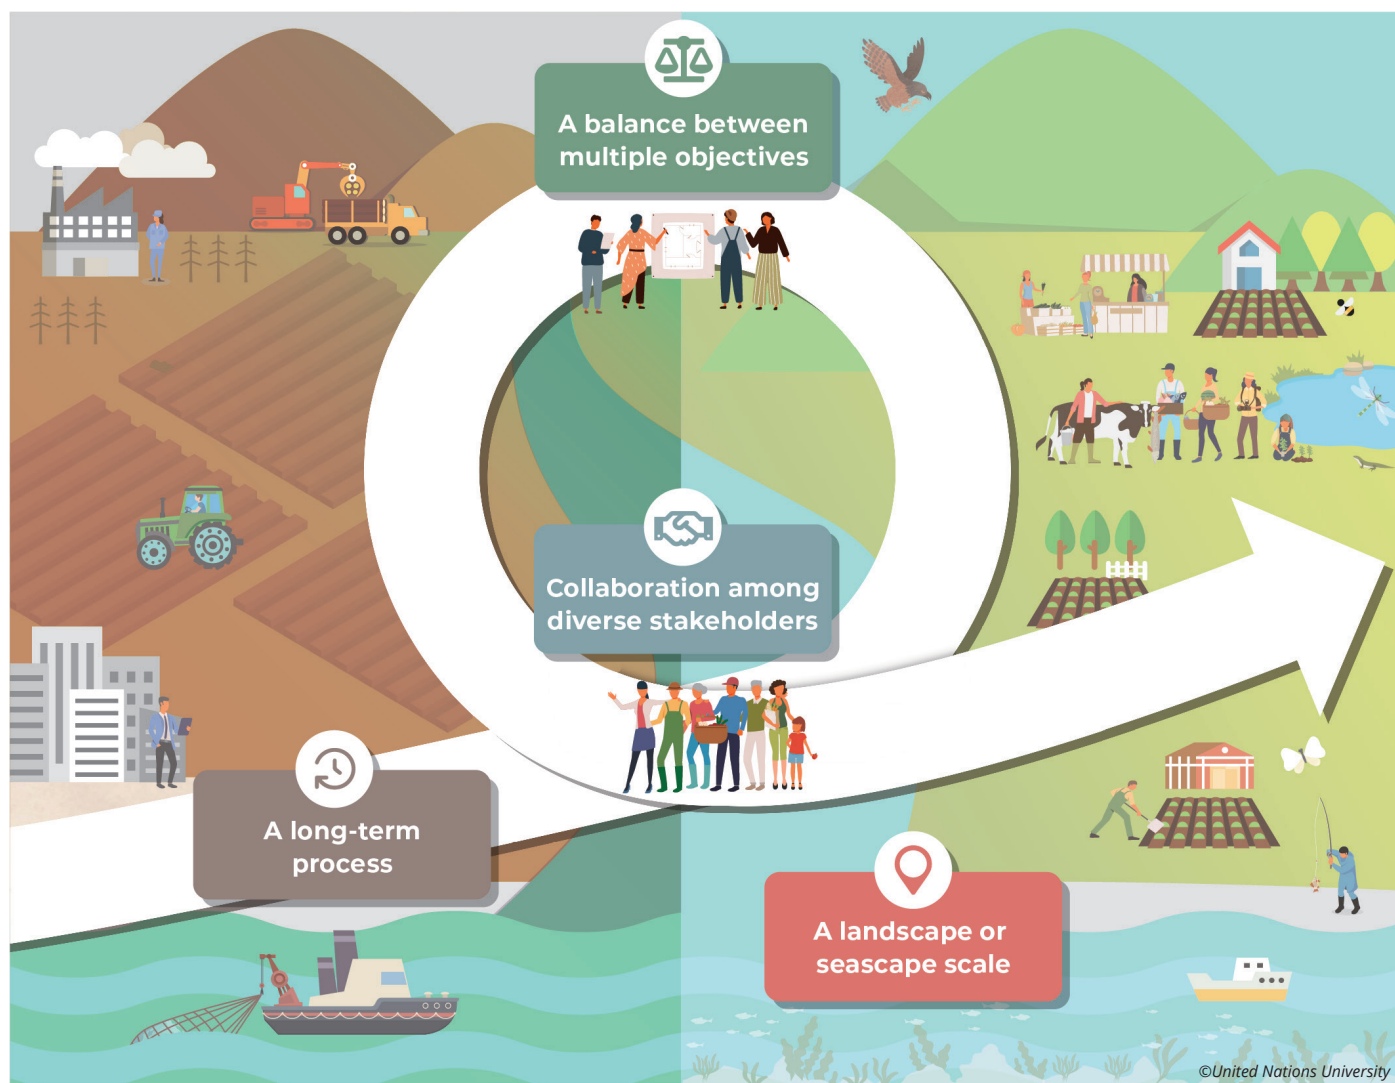 A balance between
multiple objectives
Collaboration among
diverse stakeholders
A long-term
process
A landscape or
seascape scale
©United Nations University